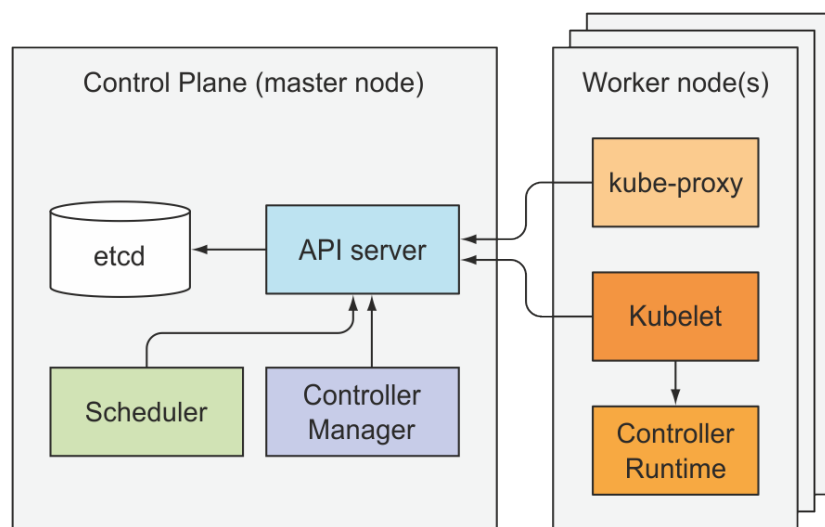 Control Plane (master node)
Worker node(s)
kube-proxy
etcd
API server
Kubelet
Scheduler
Controller
Manager
Controller
Runtime